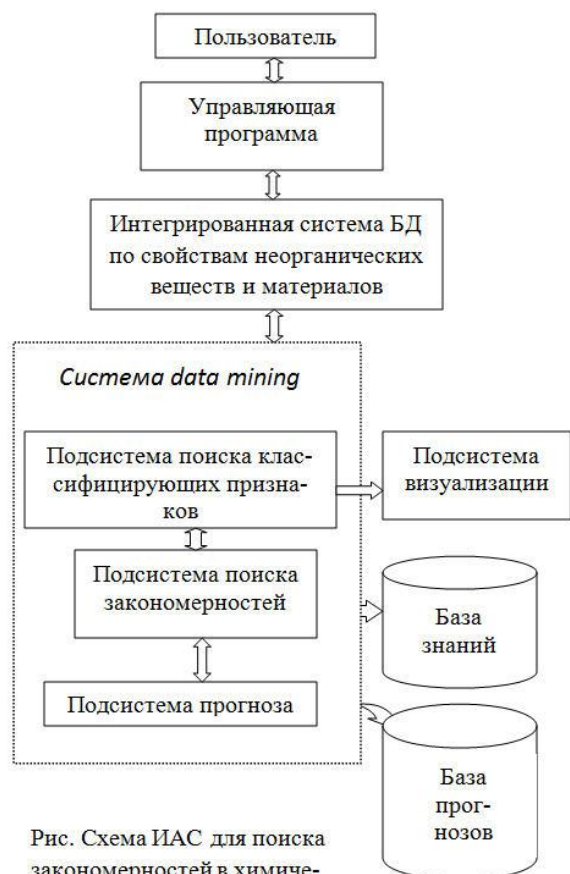 Пользователь
Управляющая
программа
Интегрированная система БД
по свойствам неорганических
веществ и материалов
Система data mining
Подсистема поиска клас-
сифицирующих призна-
ков
Подсистема
визуализации
Подсистема поиска
закономерностей
База
знаний
Подсистема прогноза
База
прог-
нозов
Рис. Схема ИАС для поиска
закономерностей в химиче-